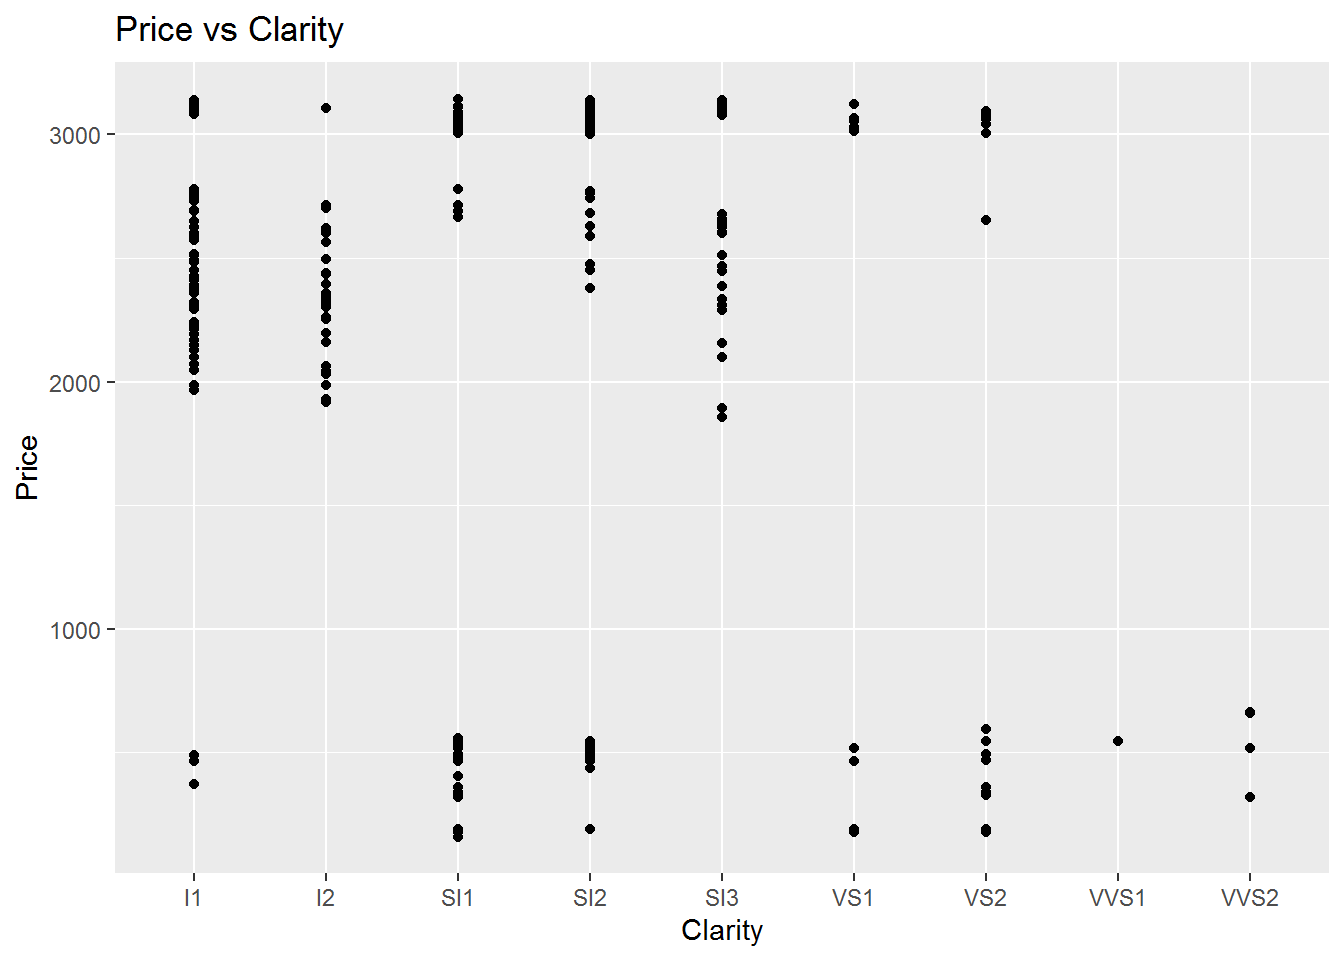 Price vs Clarity
3000
2000
1000
Price
I1 I2 SI1 SI2 SI3 VS1 VS2 VVS1 VVS2
Clarity